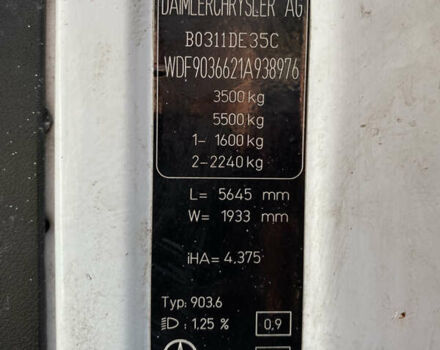 DAIMLERCHRYSLER AG
B0311DE35C
WDF9036621A938976
3500 kg
5500 kg
1- 1600 kg
2- 2240 kg
L= 5645 mm
W= 1933 mm
iHA= 4,375
Typ: 903.6
: 1,25 % 0,9